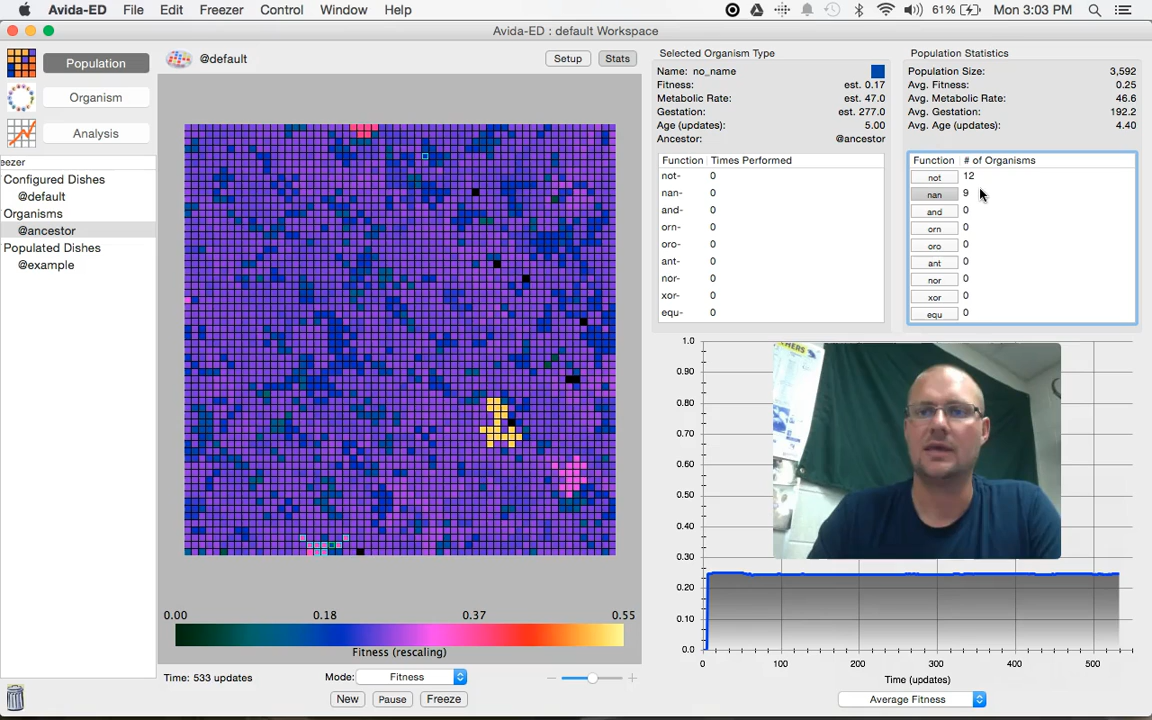 Avida-ED File Edit Freezer Control Window Help 61% Mon 3:03 PM
Avida-ED : default Workspace
Population
Organism
Analysis
eezer
Configured Dishes
@default
Organisms
@ancestor
Populated Dishes
@example
@default Setup Stats
0.00 0.18 0.37 0.55
Fitness (rescaling)
Time: 533 updates Mode: Fitness
New Pause Freeze
Selected Organism Type
Name: no_name
Fitness: est. 0.17
Metabolic Rate: est. 47.0
Gestation: est. 277.0
Age (updates): 5.00
Ancestor: @ancestor
Function Times Performed
not- 0
nan- 0
and- 0
orn- 0
oro- 0
ant- 0
nor- 0
xor- 0
equ- 0
Population Statistics
Population Size: 3,592
Avg. Fitness: 0.25
Avg. Metabolic Rate: 46.6
Avg. Gestation: 192.2
Avg. Age (updates): 4.40
Function # of Organisms
not 12
nan 9
and 0
orn 0
oro 0
ant 0
nor 0
xor 0
equ 0
1.0
0.90
0.80
0.70
0.60
0.50
0.40
0.30
0.20
0.10
0.0
0 100 200 300 400 500
Time (updates)
Average Fitness